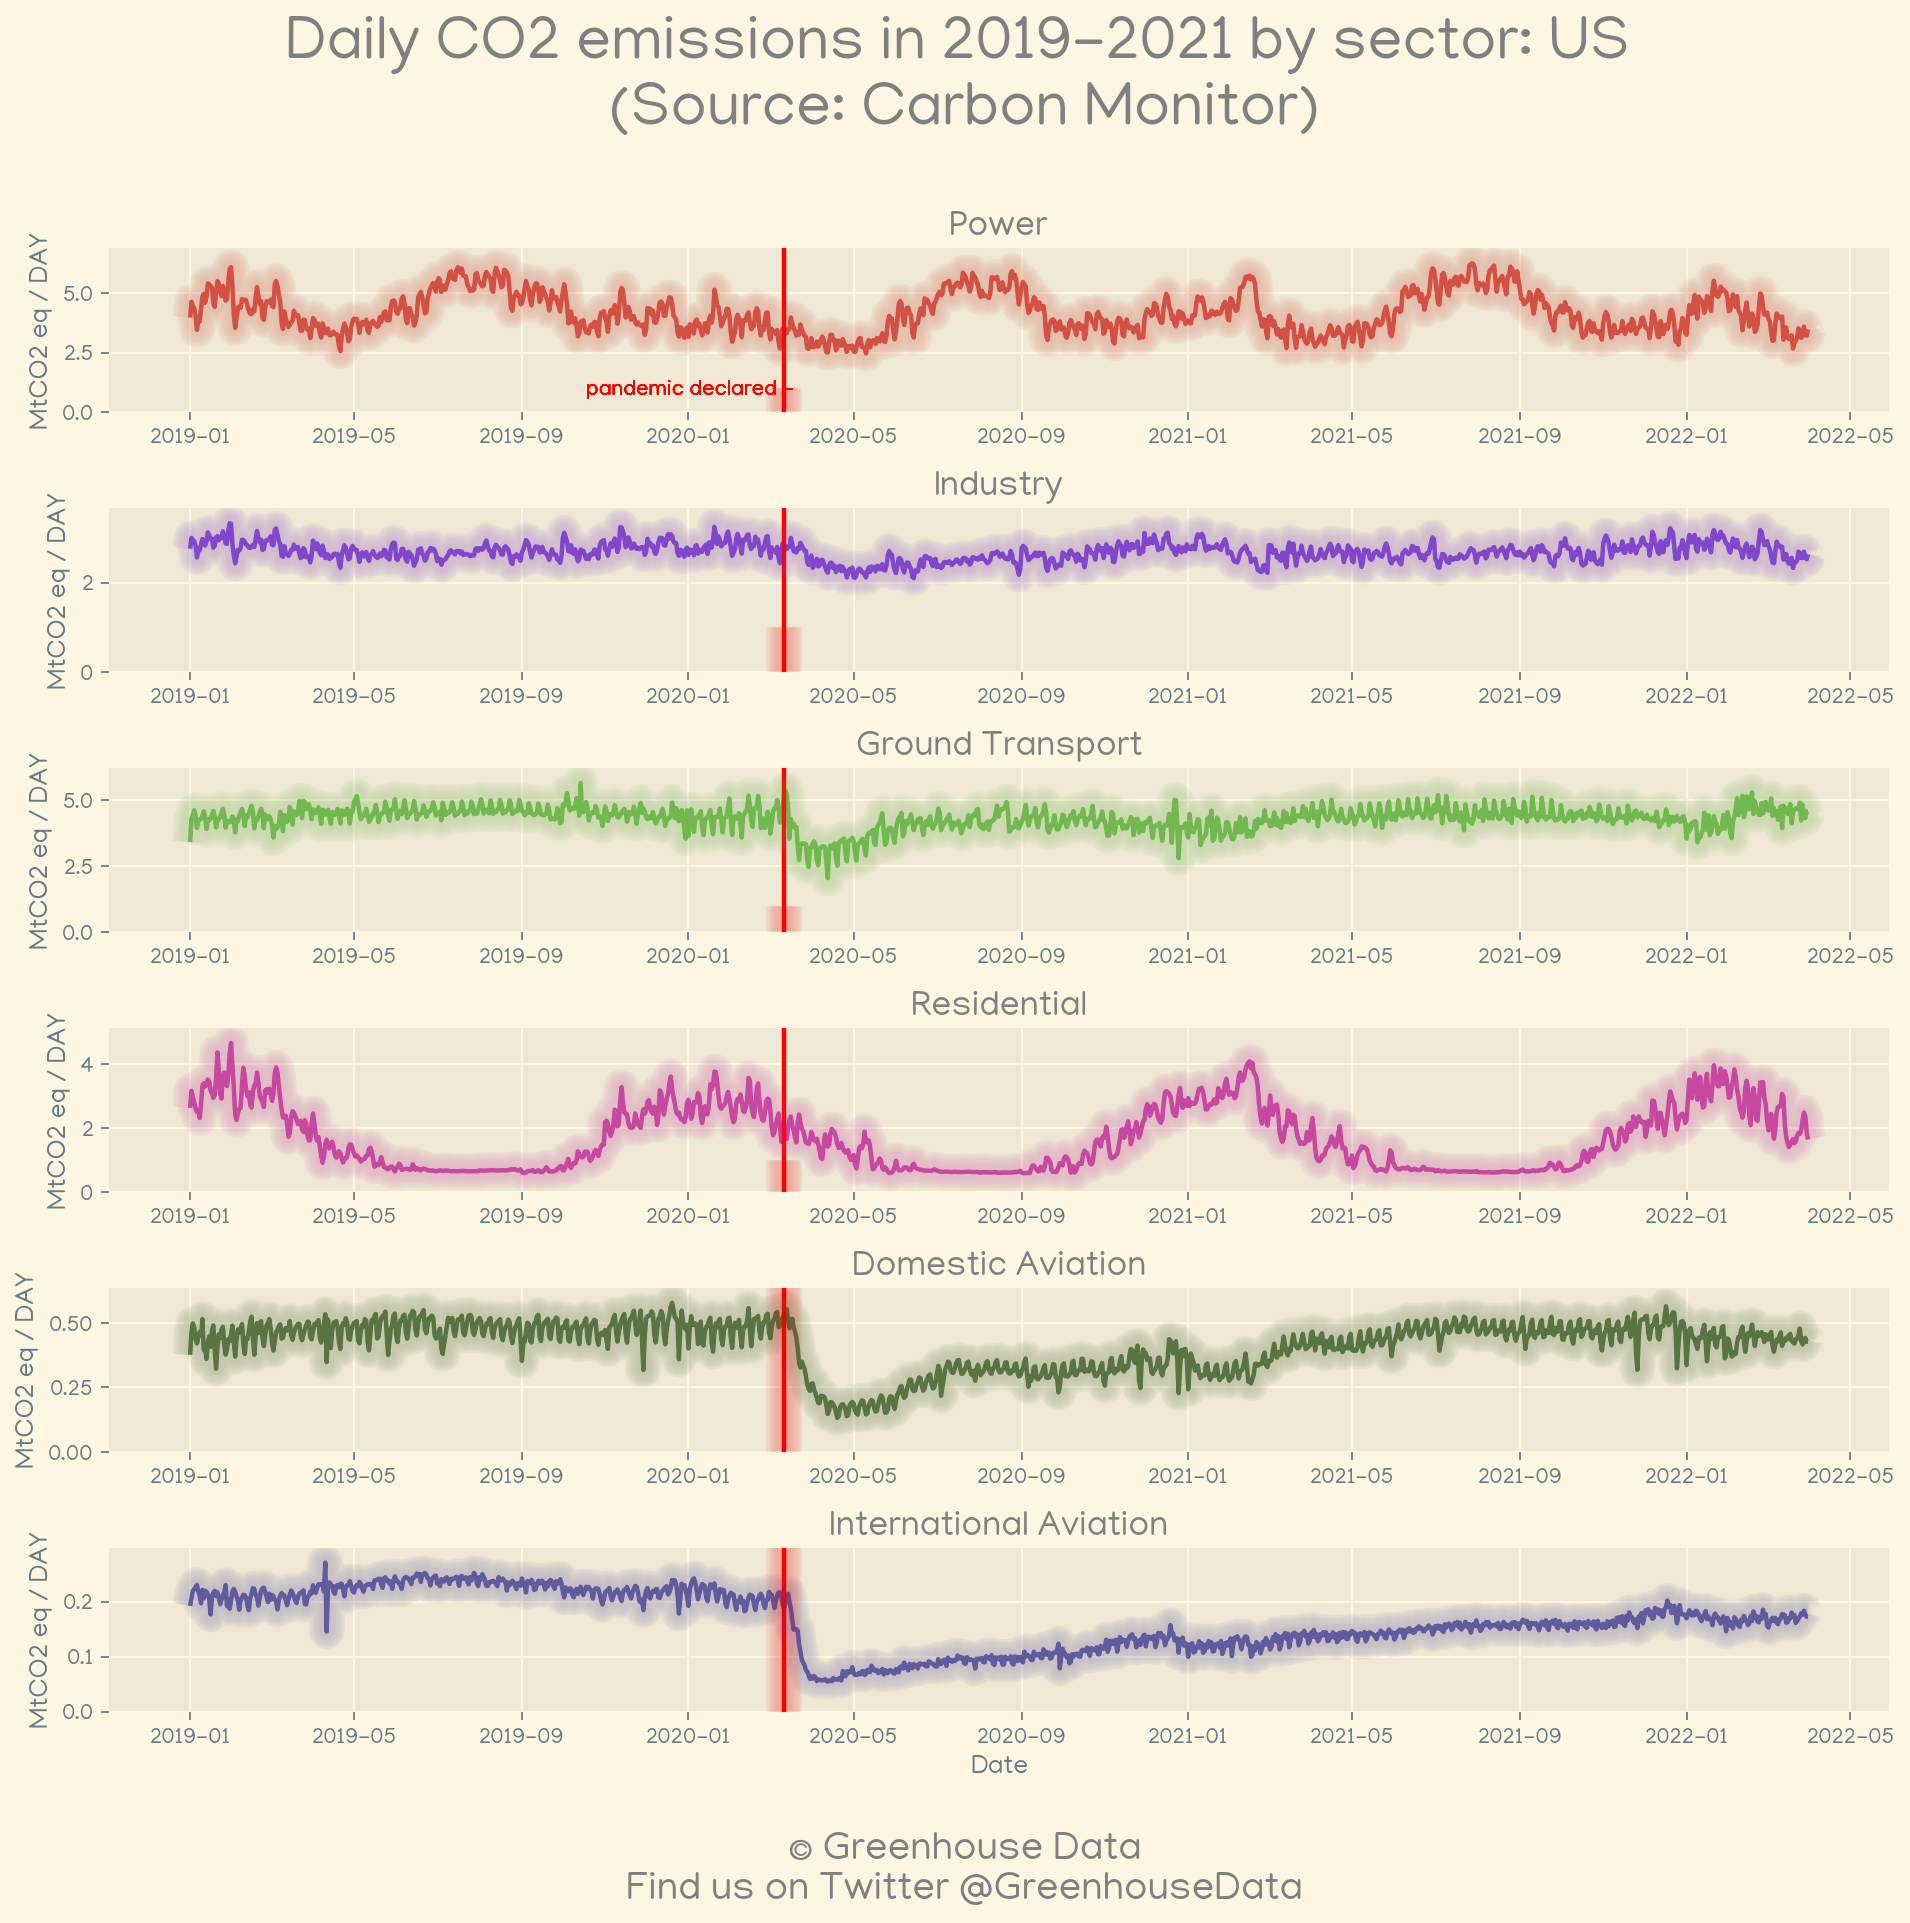 Daily CO2 emissions in 2019-2021 by sector: US
(Source: Carbon Monitor)
Power
MtCO2 eq / DAY
5.0
2.5
0.0
pandemic declared -
2019-01 2019-05 2019-09 2020-01 2020-05 2020-09 2021-01 2021-05 2021-09 2022-01 2022-05
Industry
MtCO2 eq / DAY
2
0
2019-01 2019-05 2019-09 2020-01 2020-05 2020-09 2021-01 2021-05 2021-09 2022-01 2022-05
Ground Transport
MtCO2 eq / DAY
5.0
2.5
0.0
2019-01 2019-05 2019-09 2020-01 2020-05 2020-09 2021-01 2021-05 2021-09 2022-01 2022-05
Residential
MtCO2 eq / DAY
4
2
0
2019-01 2019-05 2019-09 2020-01 2020-05 2020-09 2021-01 2021-05 2021-09 2022-01 2022-05
Domestic Aviation
MtCO2 eq / DAY
0.50
0.25
0.00
2019-01 2019-05 2019-09 2020-01 2020-05 2020-09 2021-01 2021-05 2021-09 2022-01 2022-05
International Aviation
MtCO2 eq / DAY
0.2
0.1
0.0
2019-01 2019-05 2019-09 2020-01 2020-05 2020-09 2021-01 2021-05 2021-09 2022-01 2022-05
Date
© Greenhouse Data
Find us on Twitter @GreenhouseData